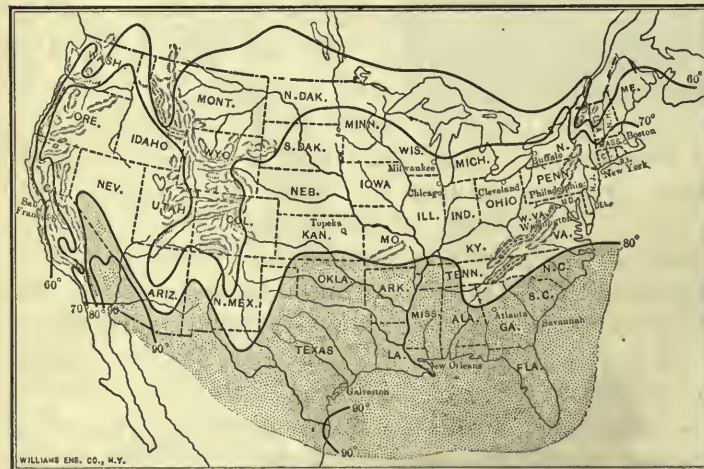 60°
WASH.
ME.
MONT.
N. DAK.
MINN.
ORE.
IDAHO
WYO.
S. DAK.
WIS.
MICH.
70°
MASS.
Boston
Buffalo
N.
Milwaukee
Chicago
Cleveland
PENN.
New York
NEV.
NEB.
IOWA
ILL.
IND.
OHIO
Philadelphia
N.J.
San
Fran
UTAH
COL.
Topeka
KAN.
MO.
W. VA.
Washington
MD.
DEL.
KY.
VA.
80°
60°
ARIZ.
N. MEX.
OKLA.
ARK.
TENN.
N.C.
S.C.
70°
80°
90°
90°
MISS.
ALA.
Atlanta
GA.
Savannah
TEXAS
LA.
New Orleans
FLA.
Galveston
90°
90°
WILLIAMS ENG. CO., N.Y.